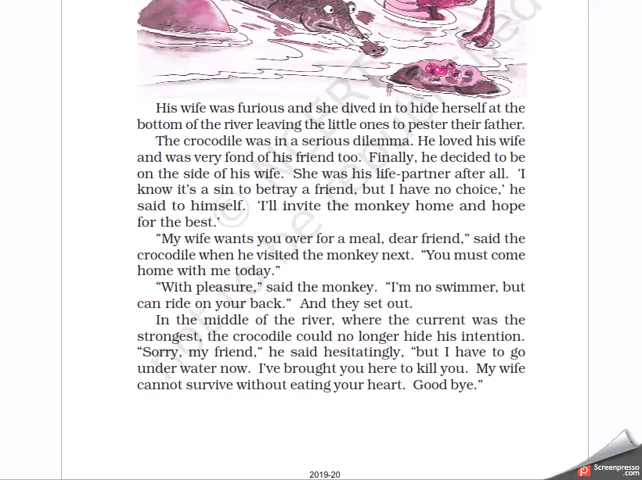 His wife was furious and she dived in to hide herself at the
bottom of the river leaving the little ones to pester their father.
The crocodile was in a serious dilemma. He loved his wife
and was very fond of his friend too. Finally, he decided to be
on the side of his wife. She was his life-partner after all. 'I
know it's a sin to betray a friend, but I have no choice,' he
said to himself. 'I'll invite the monkey home and hope
for the best.'
"My wife wants you over for a meal, dear friend," said the
crocodile when he visited the monkey next. "You must come
home with me today."
"With pleasure," said the monkey. "I'm no swimmer, but
can ride on your back." And they set out.
In the middle of the river, where the current was the
strongest, the crocodile could no longer hide his intention.
"Sorry, my friend," he said hesitatingly, "but I have to go
under water now. I've brought you here to kill you. My wife
cannot survive without eating your heart. Good bye."
2019-20
Screenpresso
.com